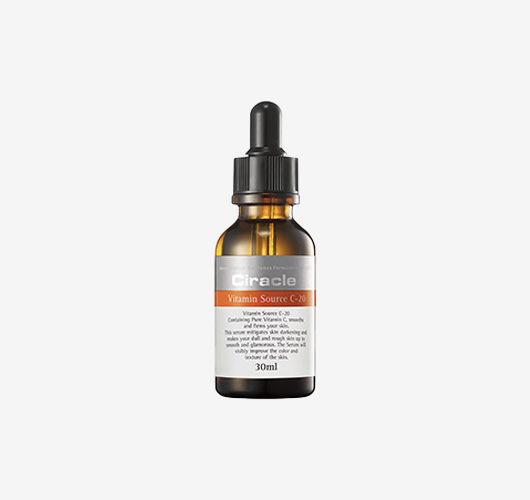 Ciracle
Vitamin Source C-20
Vitamin Source C-20
Containing Pure Vitamin C, smooths
and firms your skin.
This serum mitigates skin darkening and
makes your dull and rough skin up to
smooth and glamorous. The Serum will
visibly improve the color and
texture of the skin.
30ml